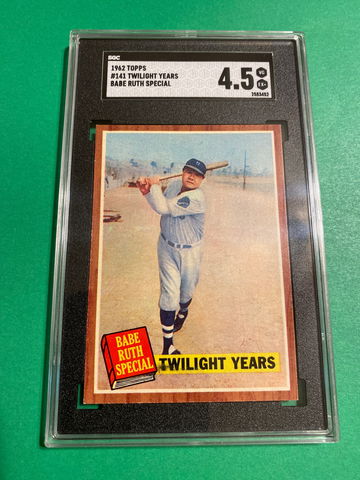 SGC
1962 TOPPS
#141 TWILIGHT YEARS
BABE RUTH SPECIAL
4.5
VG
EX+
BABE
RUTH
SPECIAL
TWILIGHT YEARS